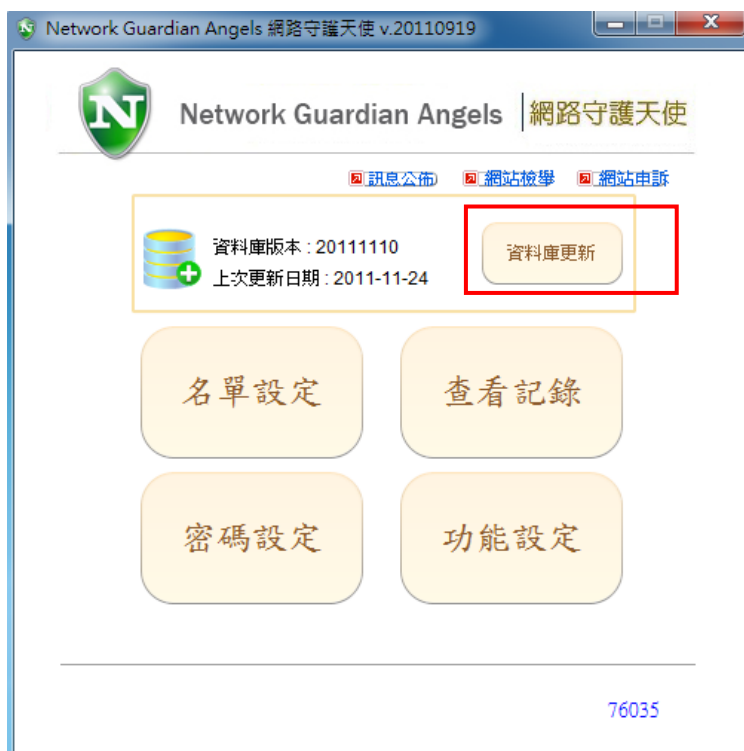 Network Guardian Angels 網路守護天使 v.20110919
N
Network Guardian Angels 網路守護天使
訊息公佈 網站檢舉 網站申訴
資料庫版本 : 20111110
上次更新日期 : 2011-11-24
資料庫更新
名單設定 查看記錄
密碼設定 功能設定
76035